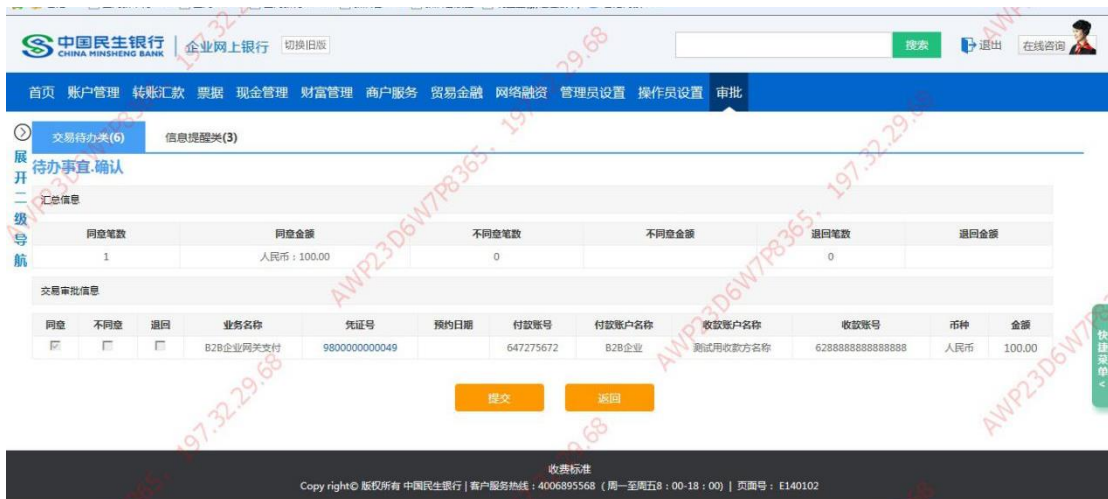 中国民生银行 企业网上银行 切换旧版 搜索 退出 在线咨询
CHINA MINSHENG BANK
首页 账户管理 转账汇款 票据 现金管理 财富管理 商户服务 贸易金融 网络融资 管理员设置 操作员设置 审批
交易待办类(6) 信息提醒类(3)
展开二级导航
待办事宜.确认
汇总信息
同意笔数 同意金额 不同意笔数 不同意金额 退回笔数 退回金额
1 人民币：100.00 0 0
交易审批信息
同意 不同意 退回 业务名称 凭证号 预约日期 付款账号 付款账户名称 收款账户名称 收款账号 币种 金额
B2B企业网关支付 9800000000049 647275672 B2B企业 测试用收款方名称 6288888888888888 人民币 100.00
快捷菜单 <
提交 返回
收费标准
Copy right© 版权所有 中国民生银行 | 客户服务热线：4006895568（周一至周五8：00-18：00）| 页面号：E140102
AWP23D6W7P8365, 197.32.29.68